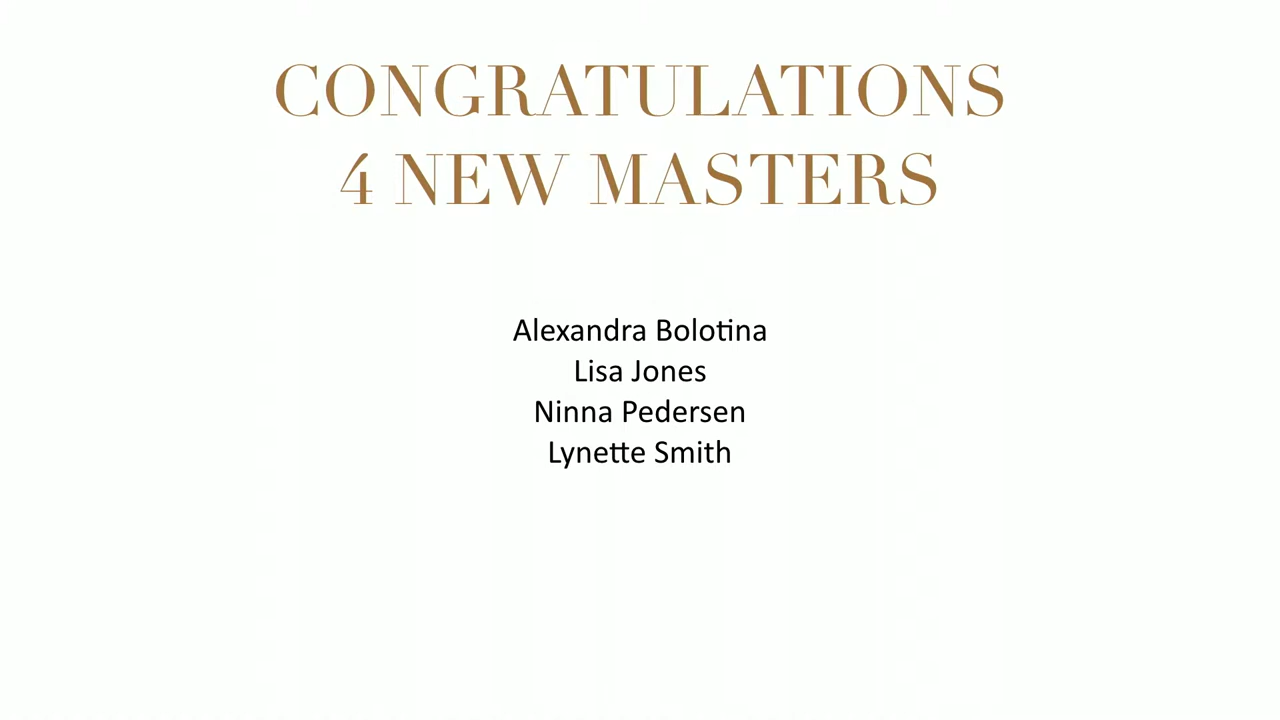 CONGRATULATIONS
4 NEW MASTERS
Alexandra Bolotina
Lisa Jones
Ninna Pedersen
Lynette Smith